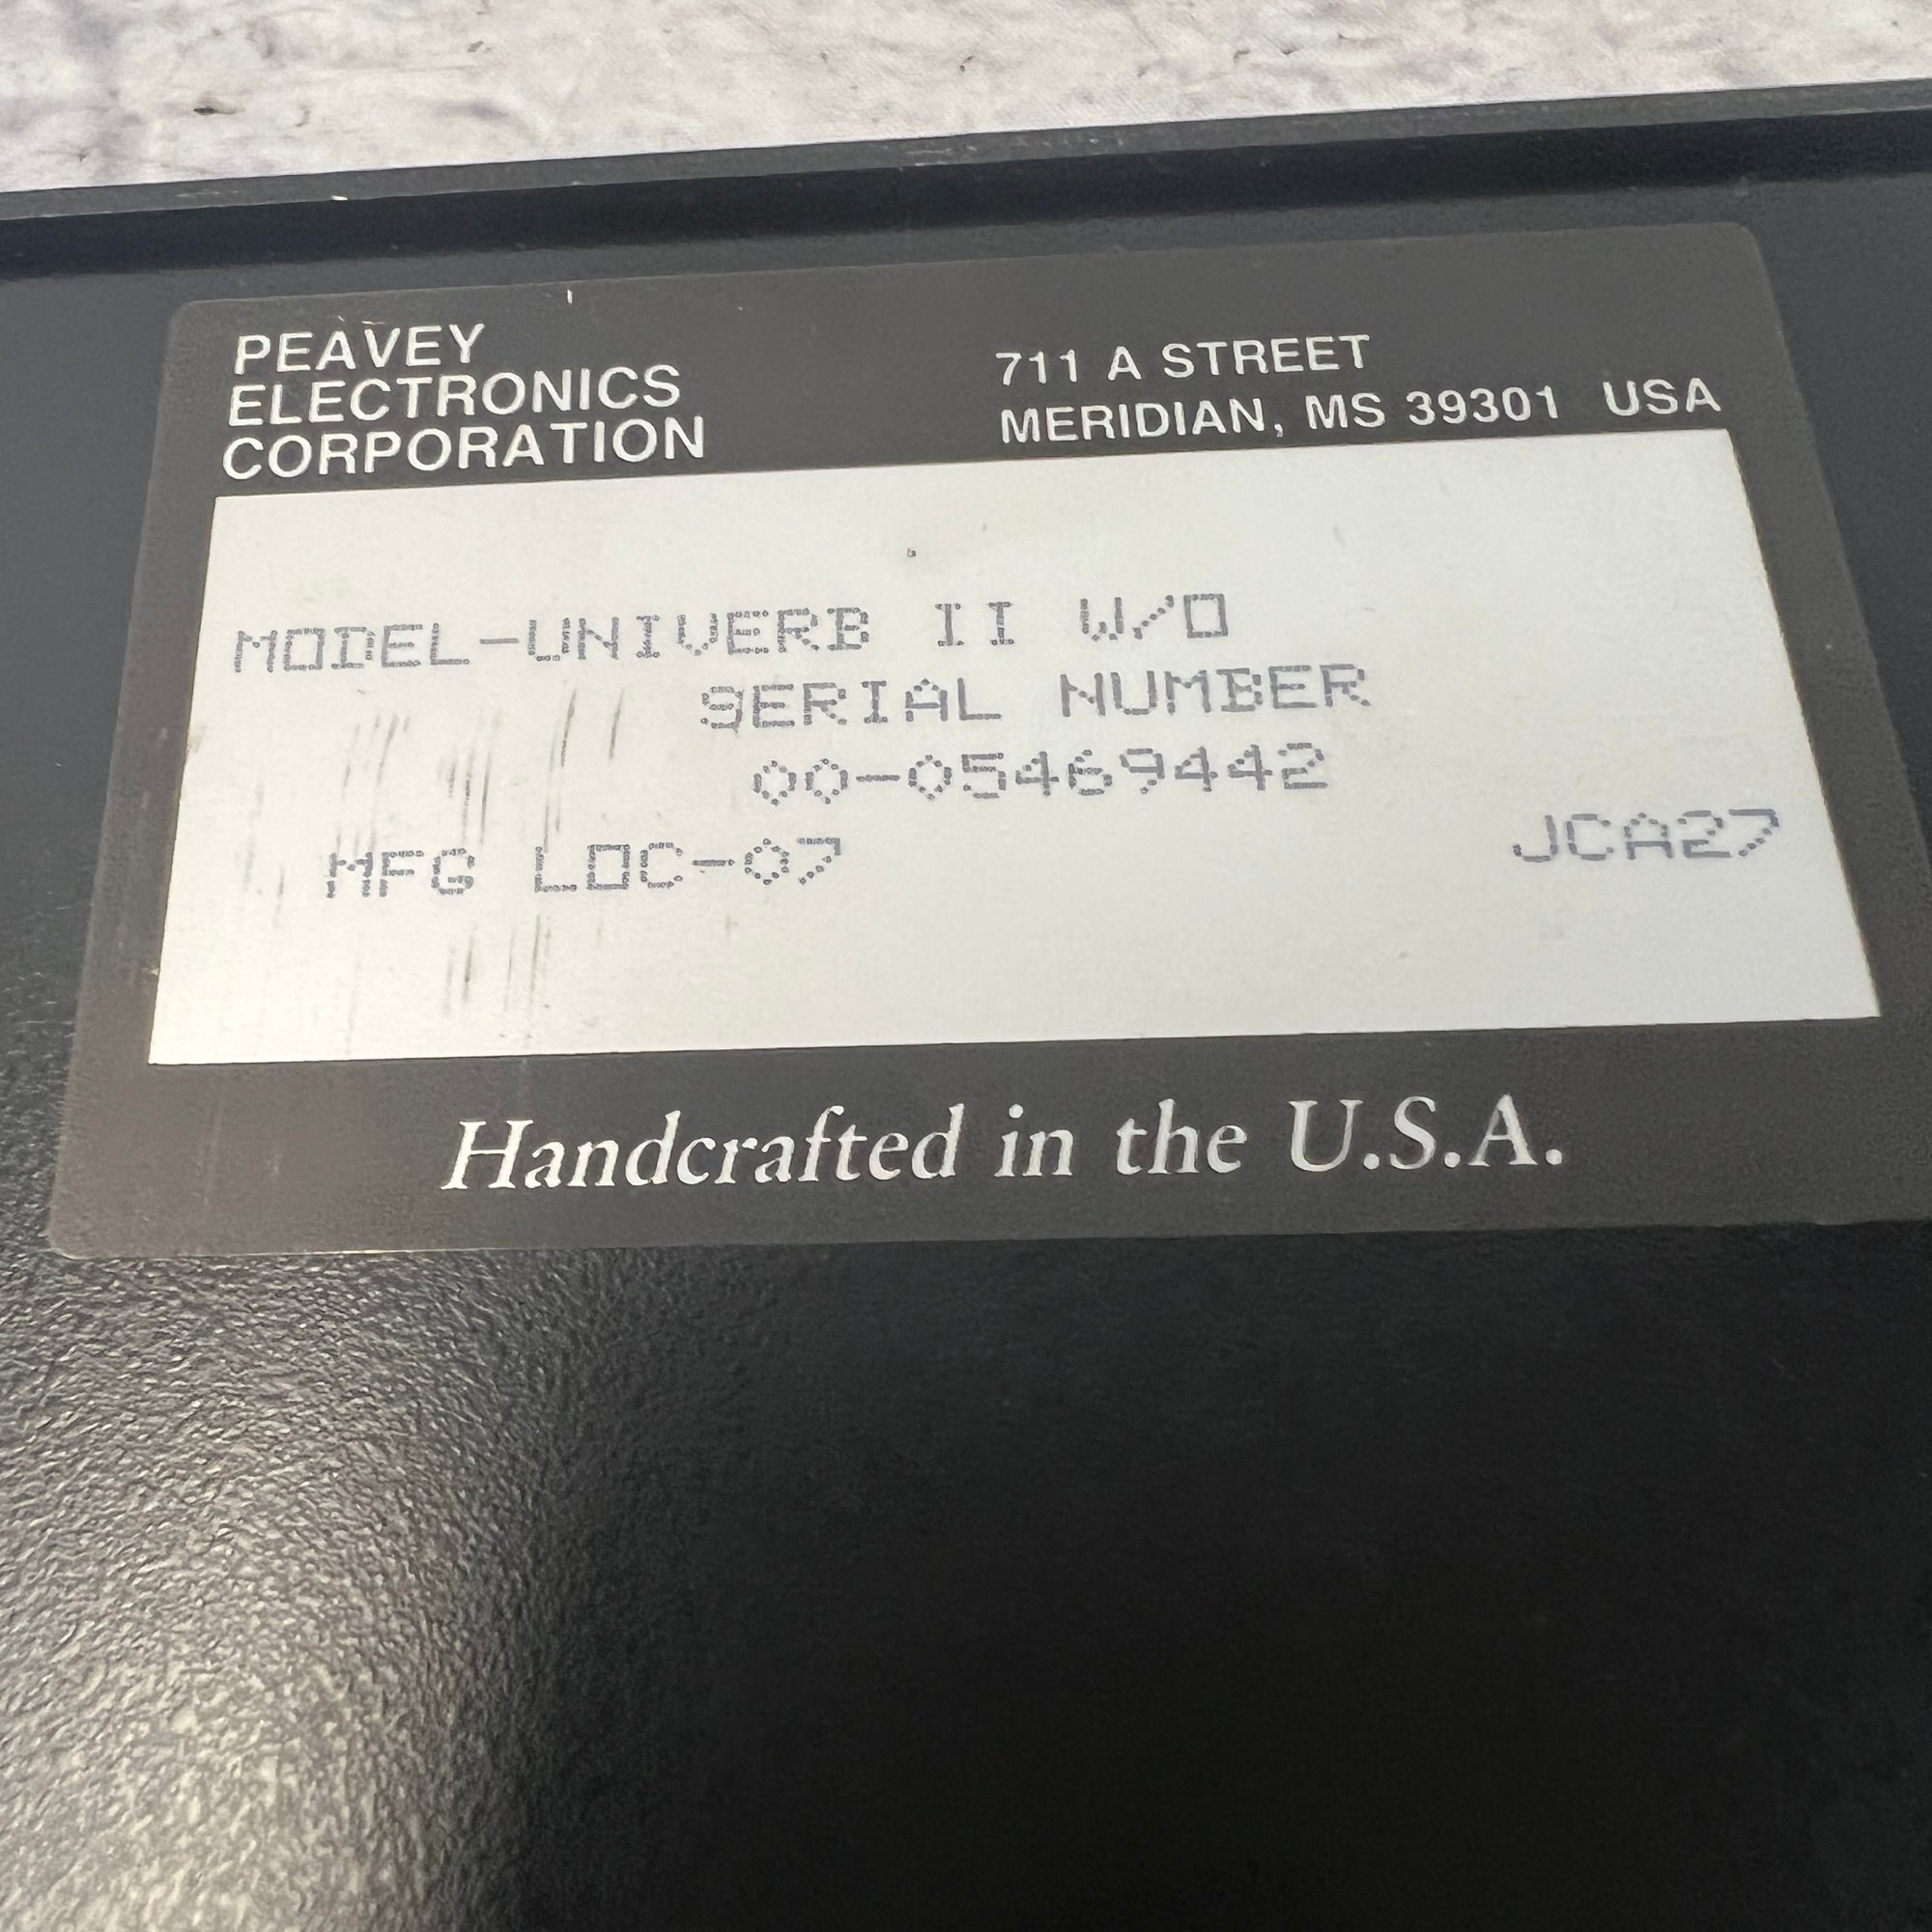 PEAVEY
ELECTRONICS
CORPORATION
711 A STREET
MERIDIAN, MS 39301 USA
MODEL-UNIVERB II W/O
SERIAL NUMBER
00-05469442
MFG LOC-07
JCA27
Handcrafted in the U.S.A.